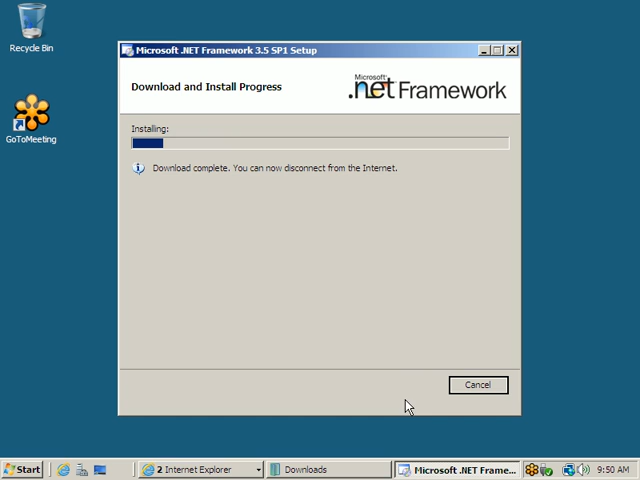 Recycle Bin
GoToMeeting
Microsoft .NET Framework 3.5 SP1 Setup
Download and Install Progress
Microsoft
.net Framework
Installing:
Download complete. You can now disconnect from the Internet.
Cancel
Start
2 Internet Explorer
Downloads
Microsoft .NET Frame...
9:50 AM